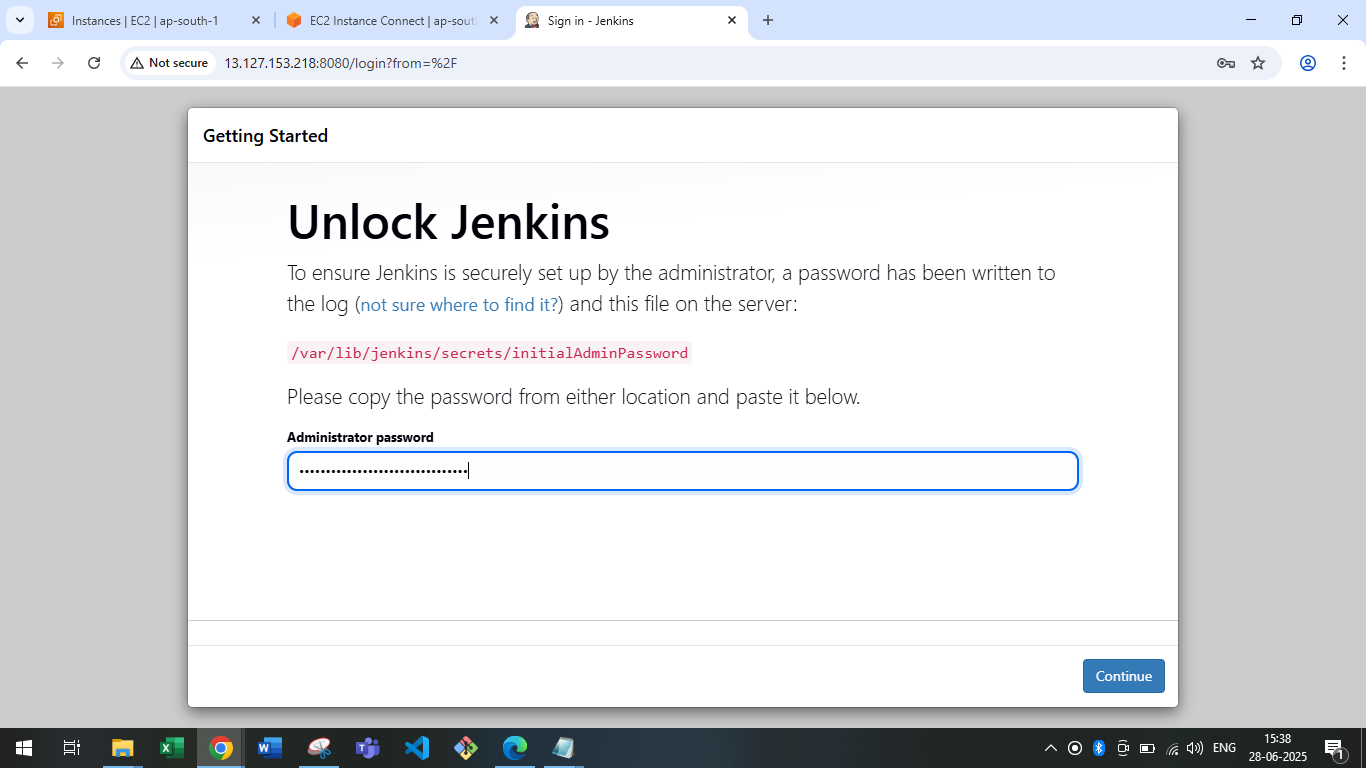 Instances | EC2 | ap-south-1
EC2 Instance Connect | ap-sout
Sign in - Jenkins
Not secure
13.127.153.218:8080/login?from=%2F
Getting Started
Unlock Jenkins
To ensure Jenkins is securely set up by the administrator, a password has been written to
the log (not sure where to find it?) and this file on the server:
/var/lib/jenkins/secrets/initialAdminPassword
Please copy the password from either location and paste it below.
Administrator password
••••••••••••••••••••••••••••••••
Continue
ENG
15:38
28-06-2025
1